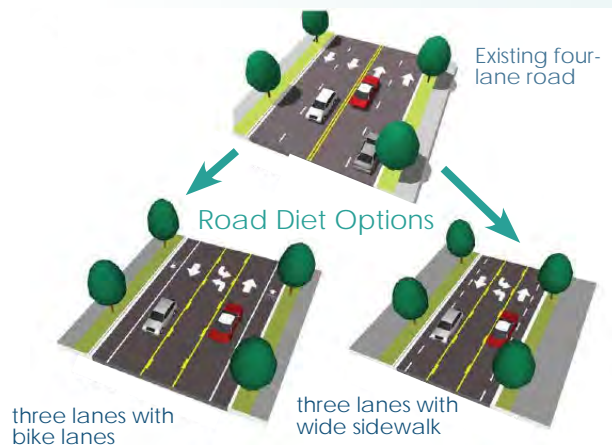 Existing four-
lane road
Road Diet Options
three lanes with
bike lanes
three lanes with
wide sidewalk